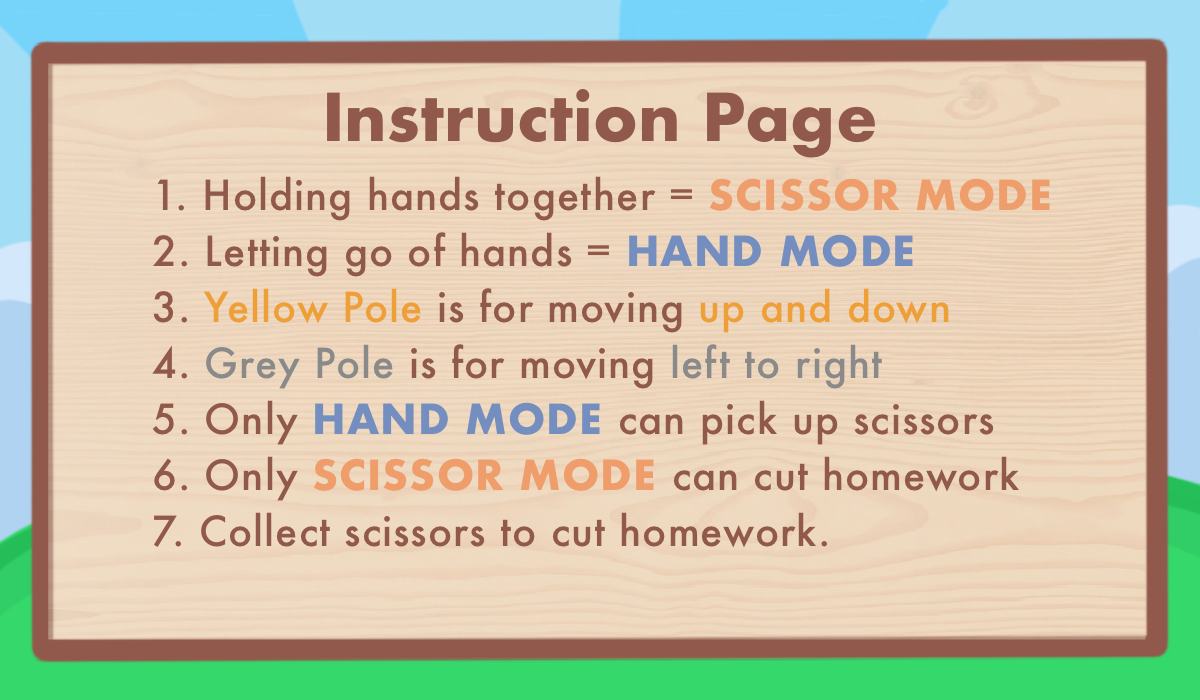 Instruction Page
1. Holding hands together = SCISSOR MODE
2. Letting go of hands = HAND MODE
3. Yellow Pole is for moving up and down
4. Grey Pole is for moving left to right
5. Only HAND MODE can pick up scissors
6. Only SCISSOR MODE can cut homework
7. Collect scissors to cut homework.